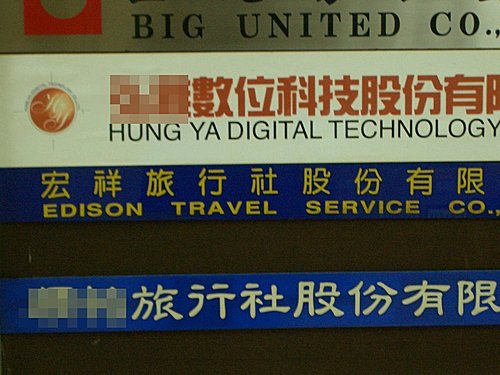 BIG UNITED CO.,
數位科技股份有限
HUNG YA DIGITAL TECHNOLOGY
宏祥旅行社股份有限
EDISON TRAVEL SERVICE CO.,
旅行社股份有限